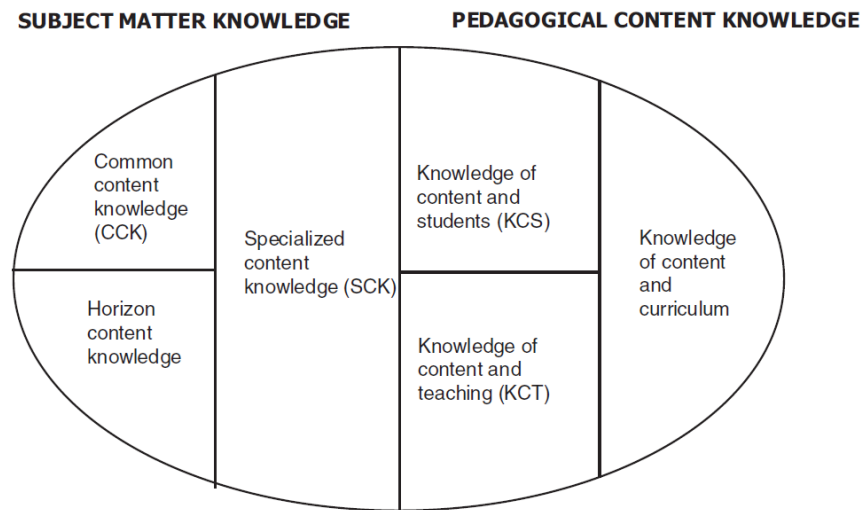 SUBJECT MATTER KNOWLEDGE
PEDAGOGICAL CONTENT KNOWLEDGE
Common
content
knowledge
(CCK)
Horizon
content
knowledge
Specialized
content
knowledge (SCK)
Knowledge of
content and
students (KCS)
Knowledge of
content and
teaching (KCT)
Knowledge
of content
and
curriculum